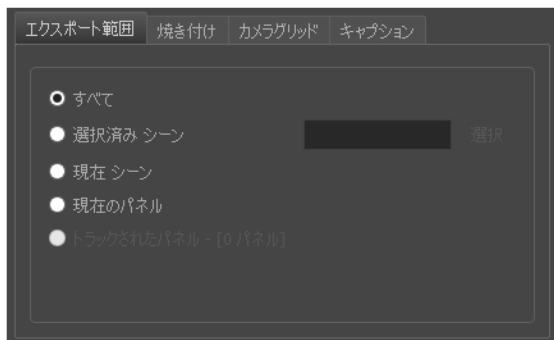 エクスポート範囲 焼き付け カメラグリッド キャプション
すべて
選択済み シーン 選択
現在 シーン
現在のパネル
トラックされたパネル - [0 パネル]